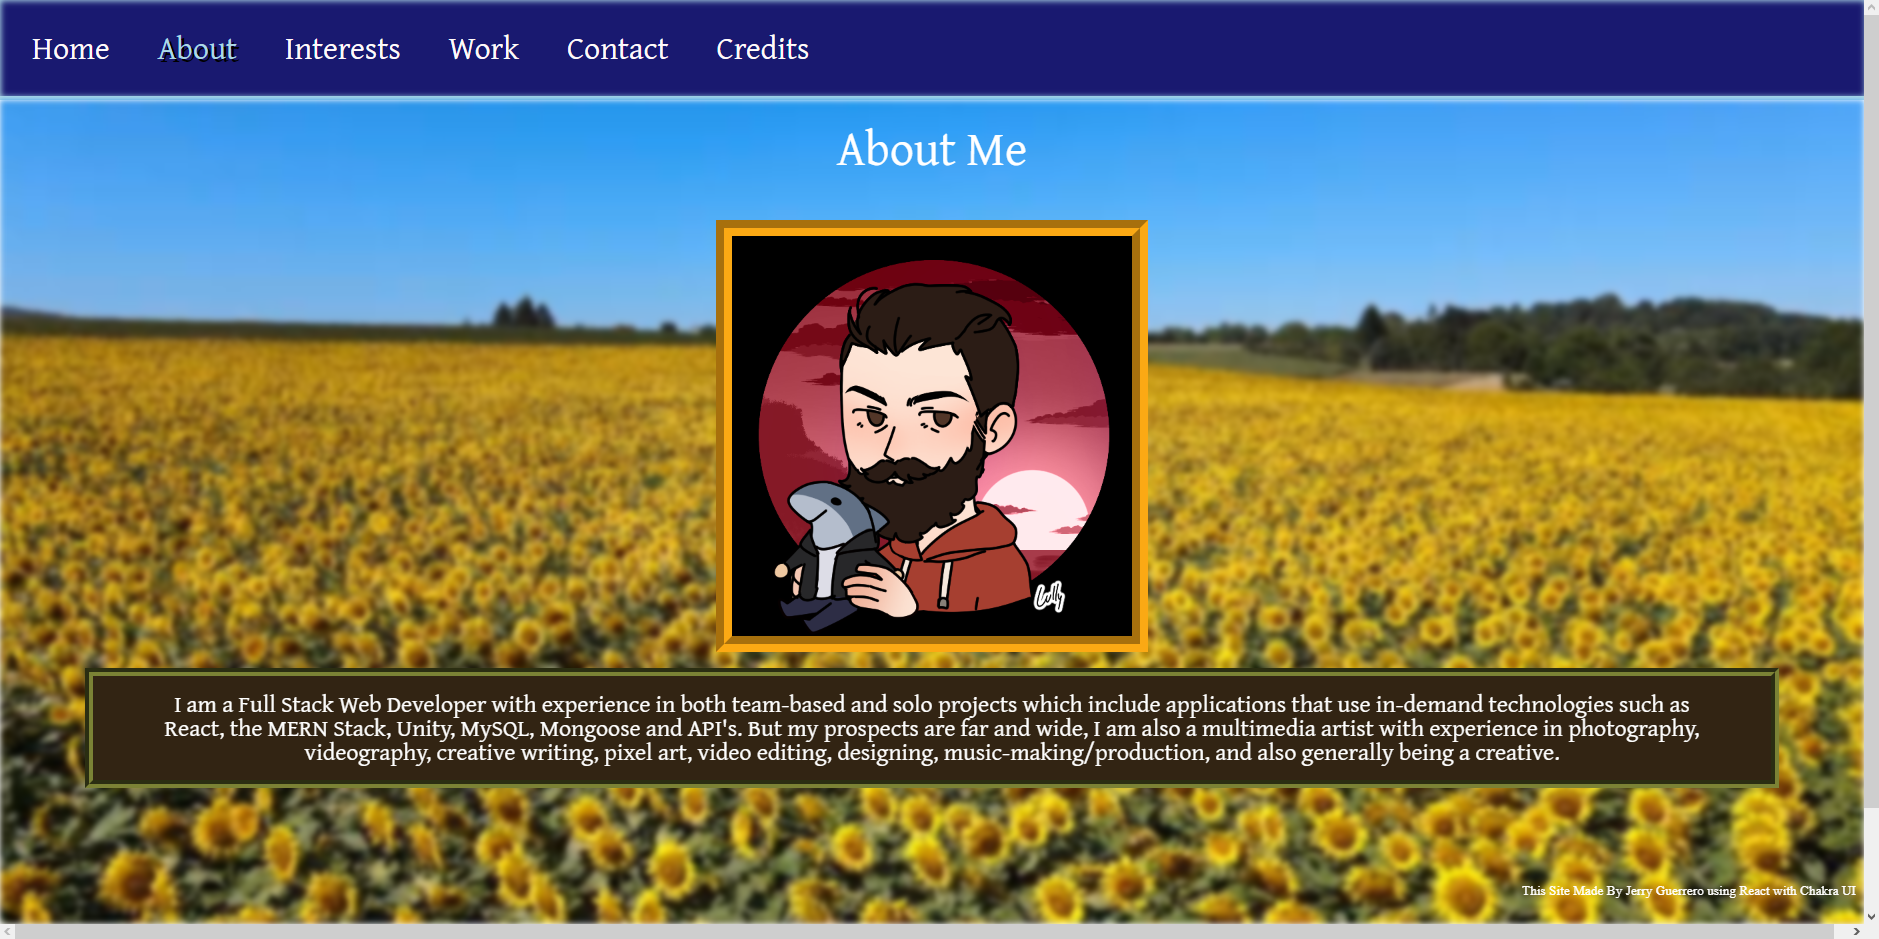 Home About Interests Work Contact Credits
About Me
Lully
I am a Full Stack Web Developer with experience in both team-based and solo projects which include applications that use in-demand technologies such as
React, the MERN Stack, Unity, MySQL, Mongoose and API's. But my prospects are far and wide, I am also a multimedia artist with experience in photography,
videography, creative writing, pixel art, video editing, designing, music-making/production, and also generally being a creative.
This Site Made By Jerry Guerrero using React with Chakra UI